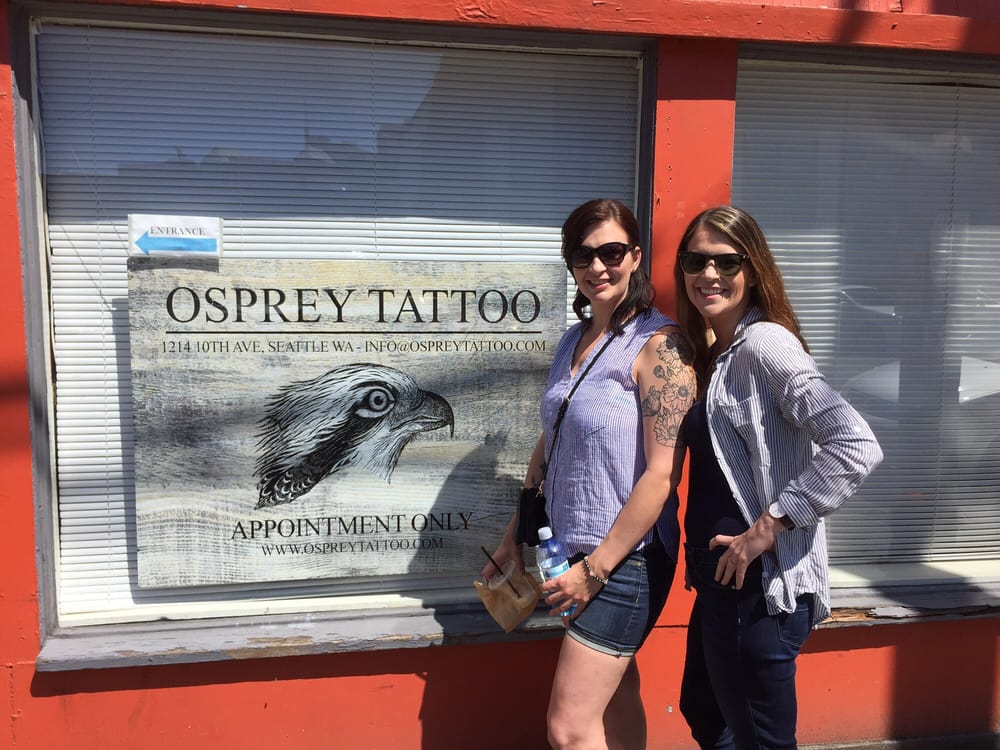 ENTRANCE
OSPREY TATTOO
1214 10TH AVE, SEATTLE WA - INFO@OSPREYTATTOO.COM
APPOINTMENT ONLY
WWW.OSPREYTATTOO.COM